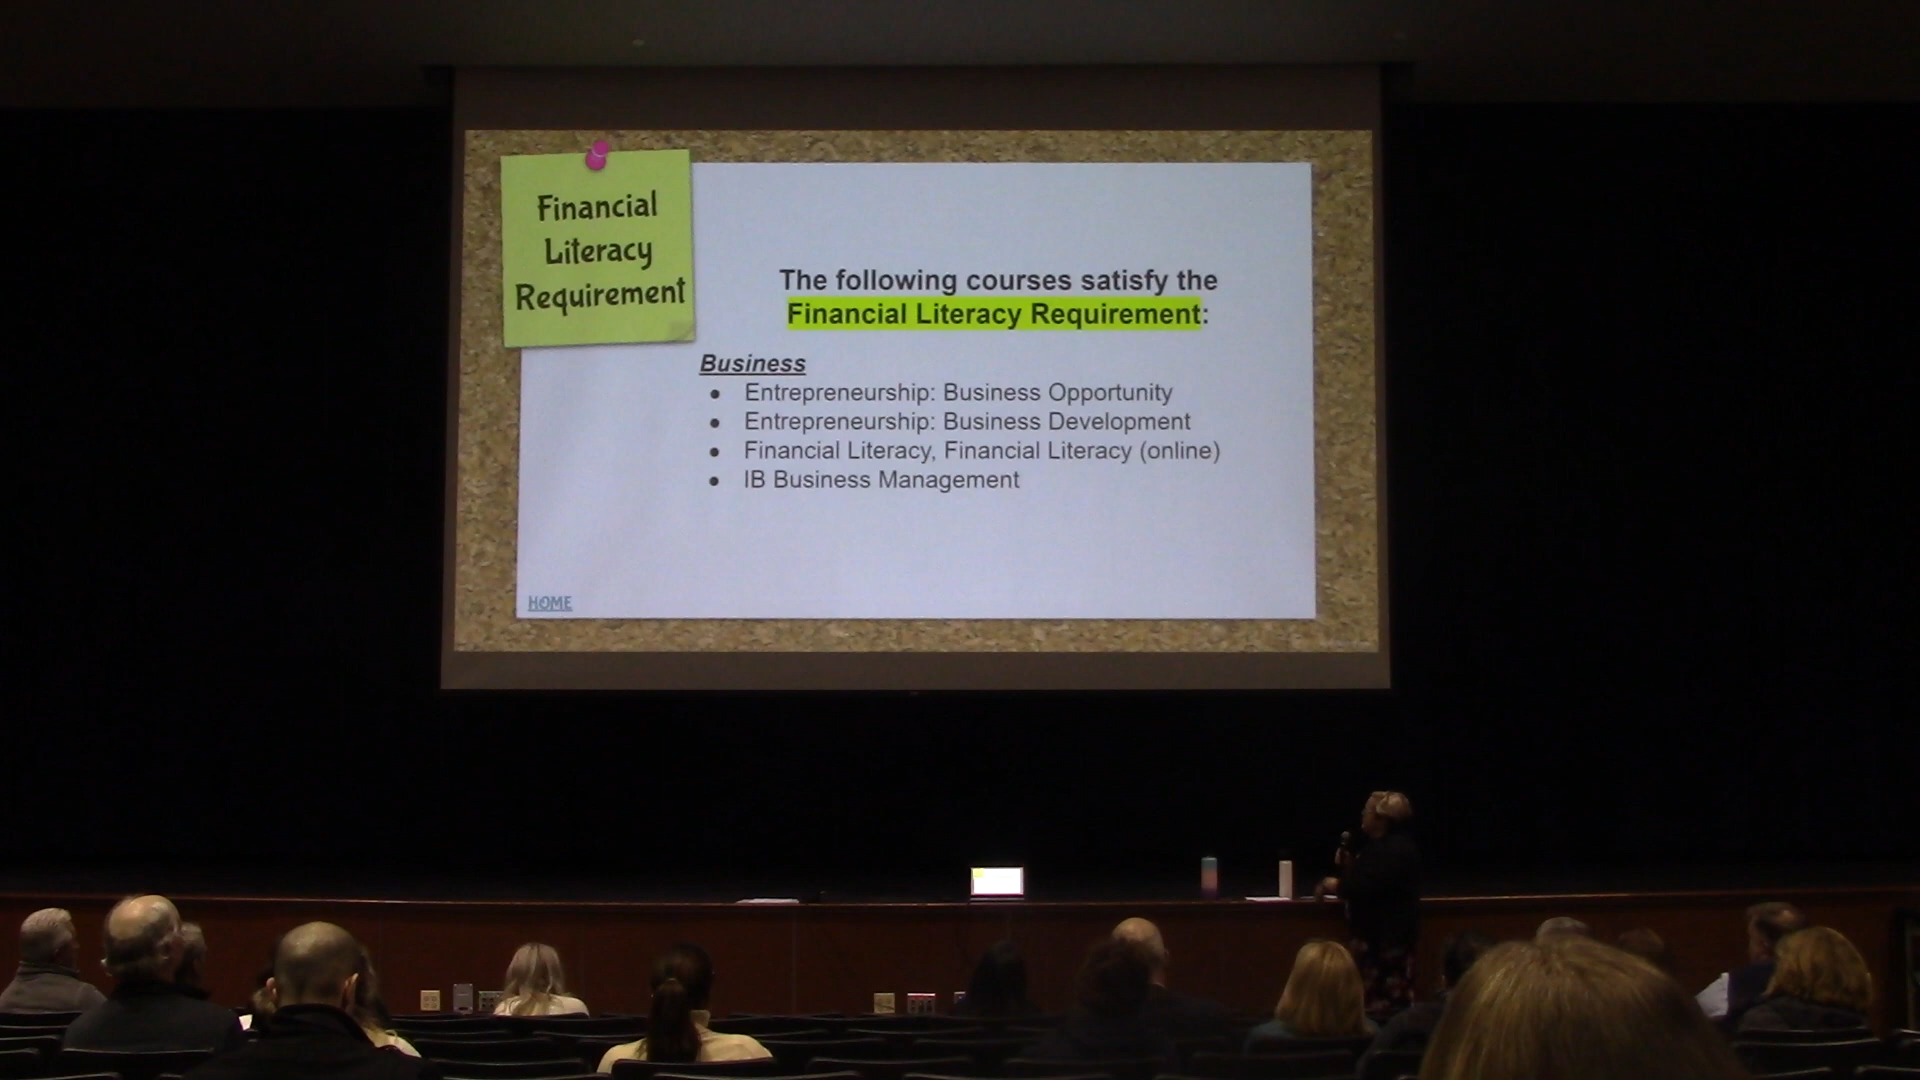 Financial
Literacy
Requirement
The following courses satisfy the
Financial Literacy Requirement:
Business
● Entrepreneurship: Business Opportunity
● Entrepreneurship: Business Development
● Financial Literacy, Financial Literacy (online)
● IB Business Management
HOME